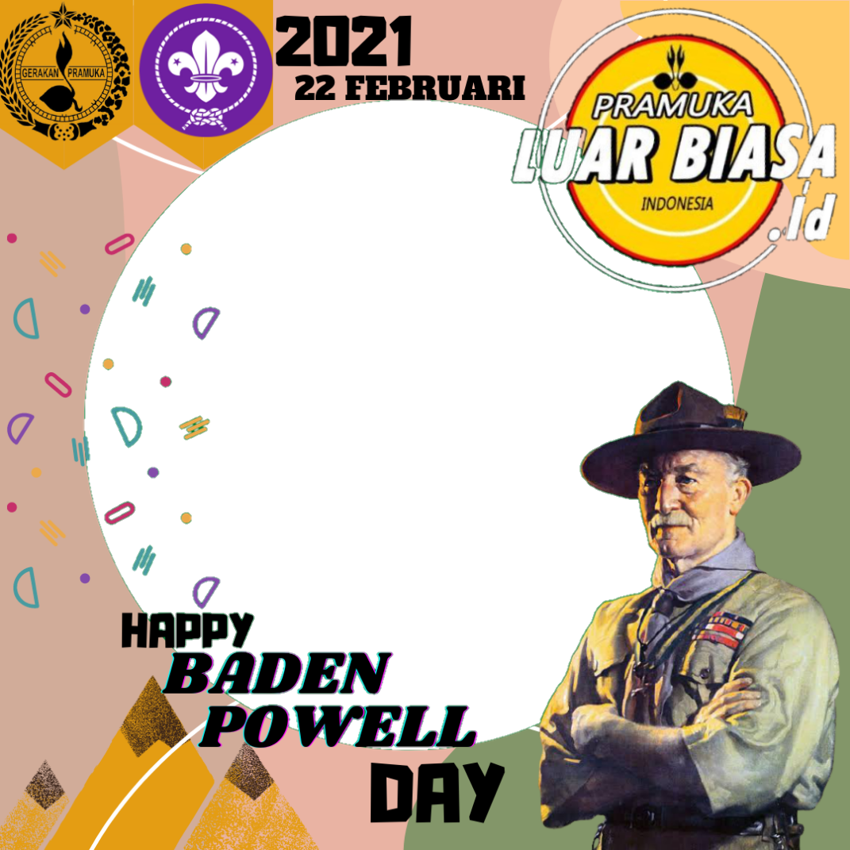 GERAKAN PRAMUKA
2021
22 FEBRUARI
PRAMUKA
LUAR BIASA
INDONESIA
.id
HAPPY
BADEN
POWELL
DAY